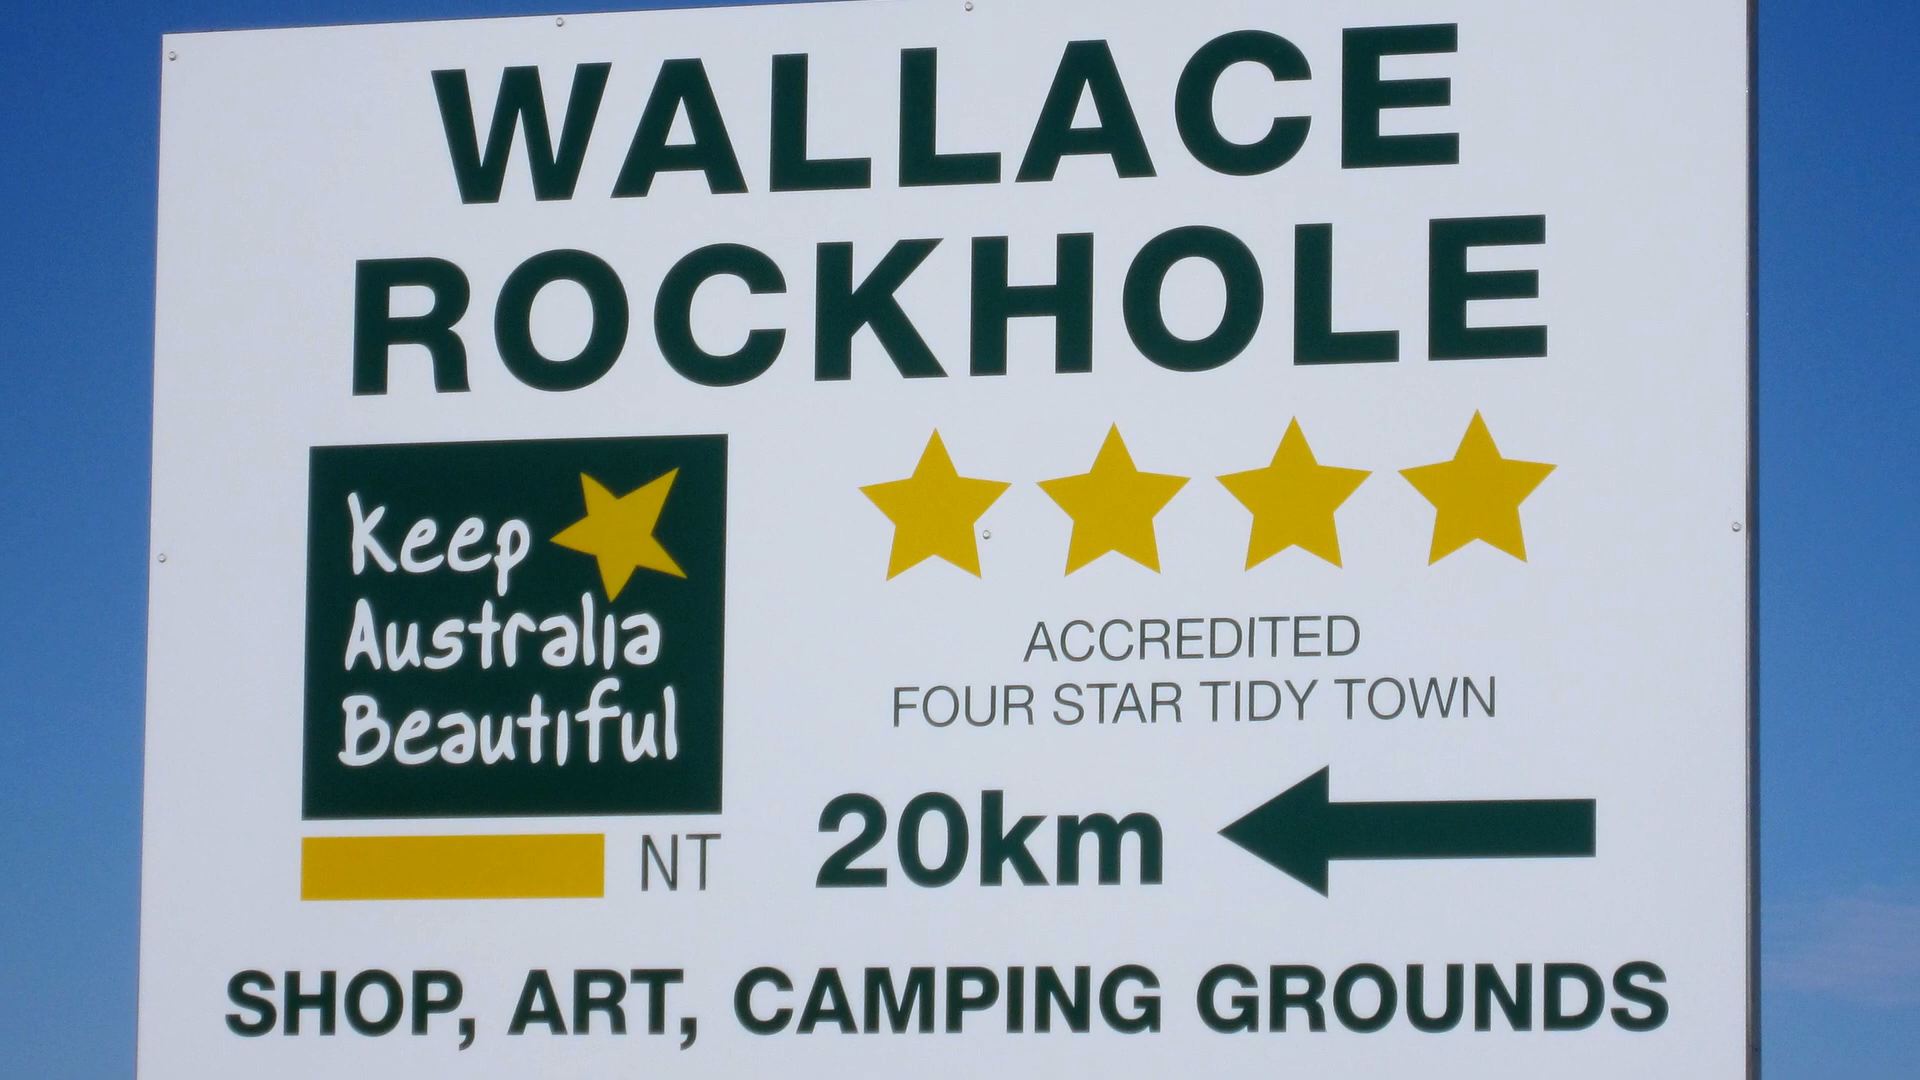 WALLACE
ROCKHOLE
Keep
Australia
Beautiful
NT
ACCREDITED
FOUR STAR TIDY TOWN
20km
SHOP, ART, CAMPING GROUNDS